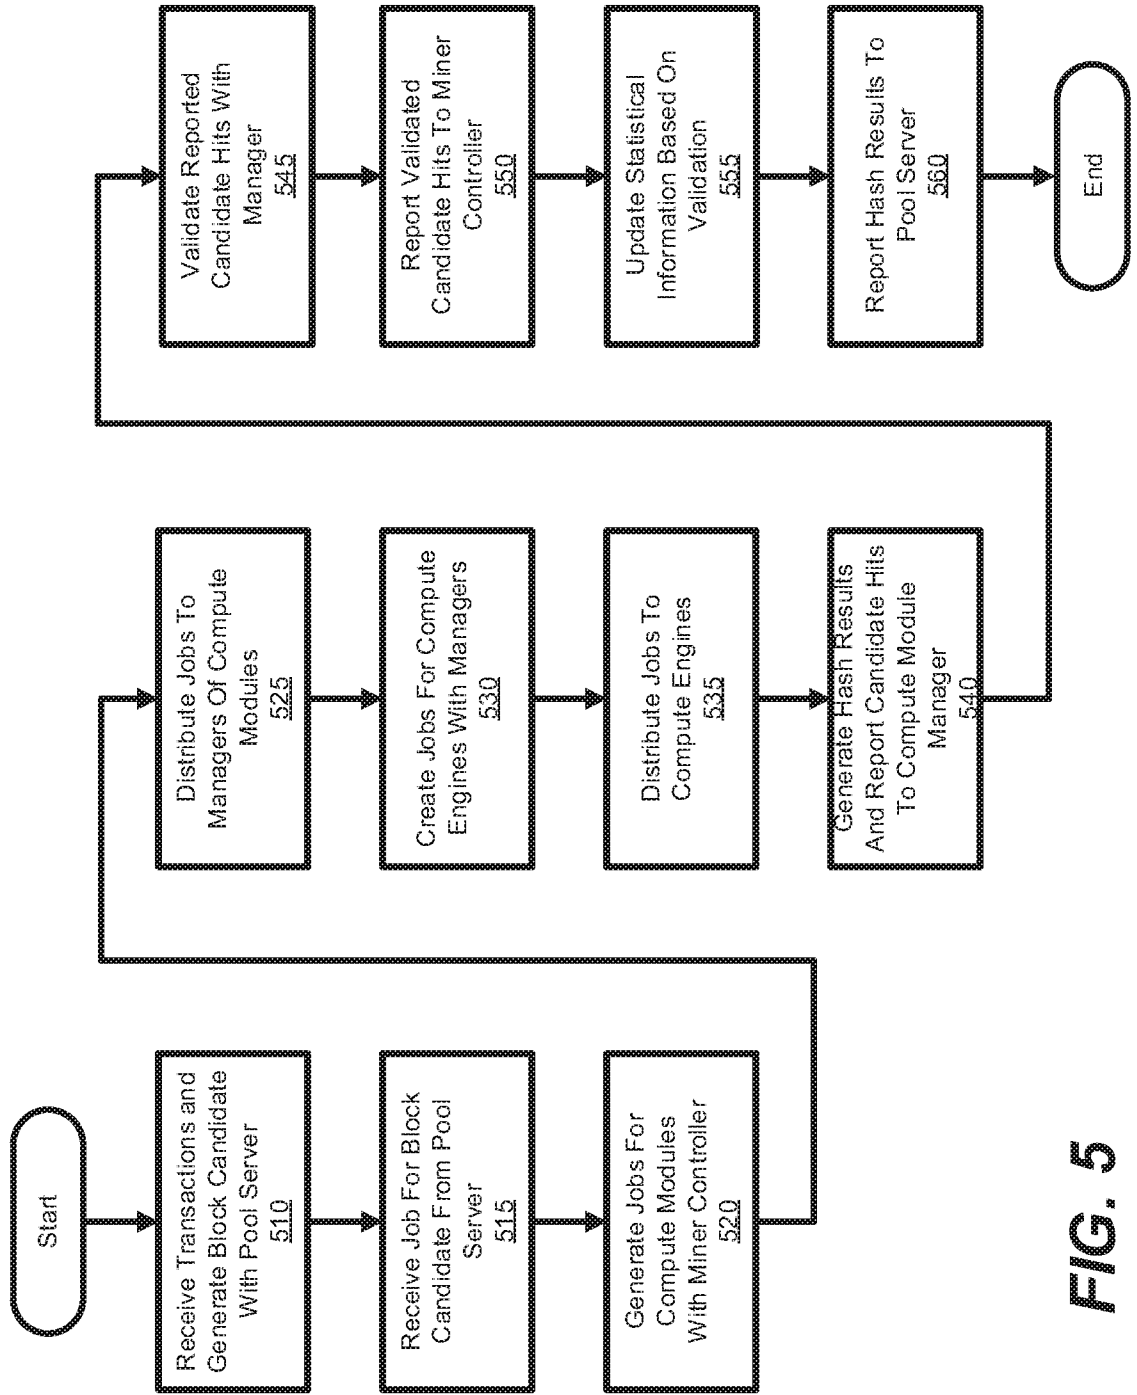 Start
Receive Transactions and
Generate Block Candidate
With Pool Server
510
Receive Job For Block
Candidate From Pool
Server
515
Generate Jobs For
Compute Modules
With Miner Controller
520
Distribute Jobs To
Managers Of Compute
Modules
525
Create Jobs For Compute
Engines With Managers
530
Distribute Jobs To
Compute Engines
535
Generate Hash Results
And Report Candidate Hits
To Compute Module
Manager
540
Validate Reported
Candidate Hits With
Manager
545
Report Validated
Candidate Hits To Miner
Controller
550
Update Statistical
Information Based On
Validation
555
Report Hash Results To
Pool Server
560
End
FIG. 5